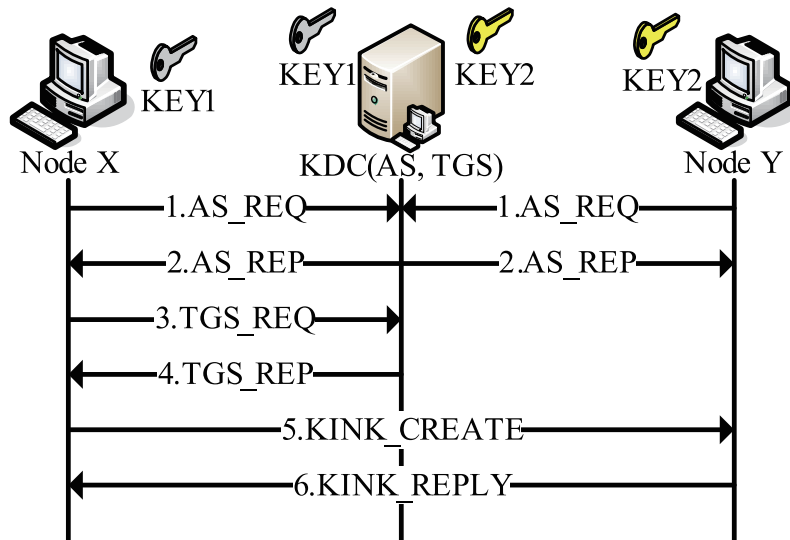 KEY1
KEY1
KEY2
KEY2
Node X
KDC(AS, TGS)
Node Y
1.AS_REQ
1.AS_REQ
2.AS_REP
2.AS_REP
3.TGS_REQ
4.TGS_REP
5.KINK_CREATE
6.KINK_REPLY